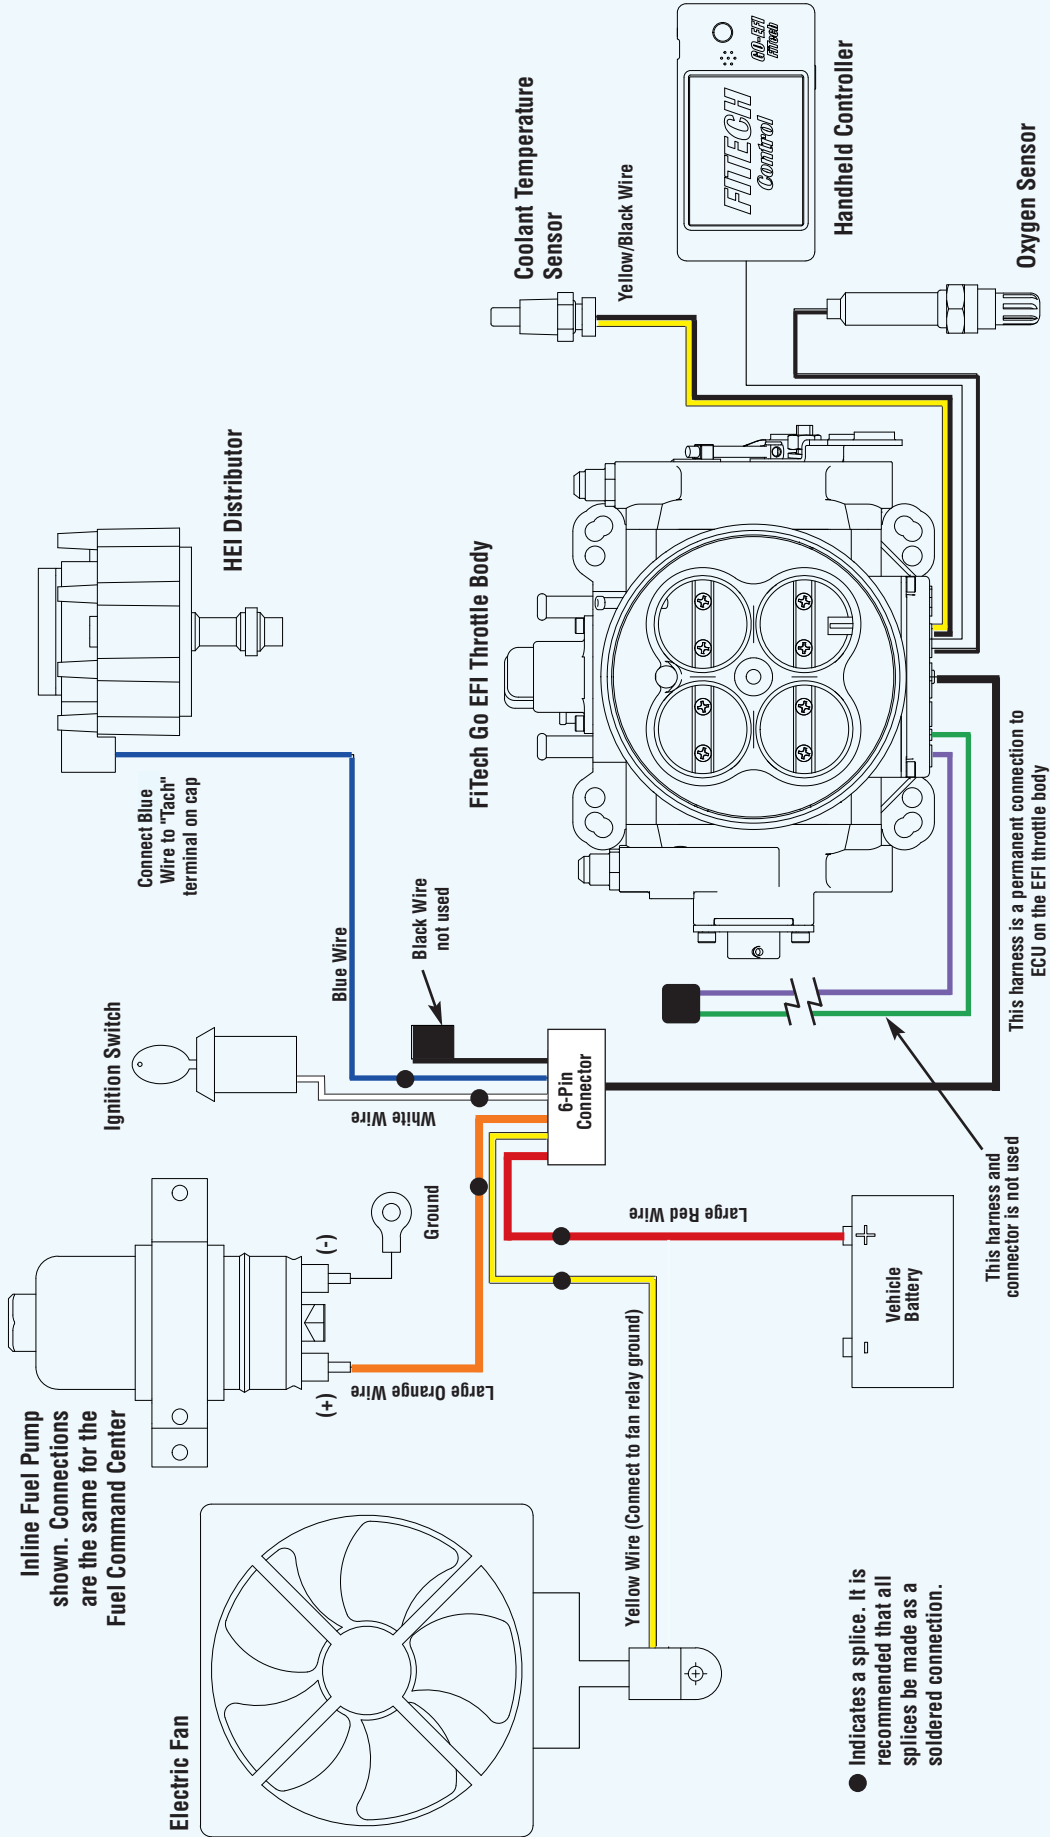 Inline Fuel Pump
shown. Connections
are the same for the
Fuel Command Center
Electric Fan
(+)
(-)
Ground
Large Orange Wire
Yellow Wire (Connect to fan relay ground)
Large Red Wire
Vehicle
Battery
+
-
Ignition Switch
White Wire
Blue Wire
Connect Blue
Wire to "Tach"
terminal on cap
HEI Distributor
Black Wire
not used
6-Pin
Connector
FiTech Go EFI Throttle Body
Coolant Temperature
Sensor
Yellow/Black Wire
FITECH
Control
GO-EFI
FiTech
Handheld Controller
Oxygen Sensor
This harness is a permanent connection to
ECU on the EFI throttle body
This harness and
connector is not used
Indicates a splice. It is
recommended that all
splices be made as a
soldered connection.